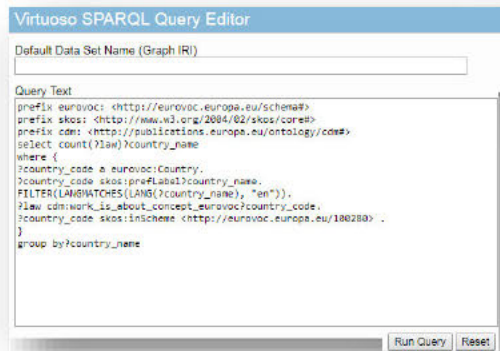 Virtuoso SPARQL Query Editor
Default Data Set Name (Graph IRI)
Query Text
prefix eurovoc: <http://eurovoc.europa.eu/schema#>
prefix skos: <http://www.w3.org/2004/02/skos/core#>
prefix cdm: <http://publications.europa.eu/ontology/cdm#>
select count(?law)?country_name
where {
?country_code a eurovoc:Country.
?country_code skos:prefLabel?country_name.
FILTER(LANGMATCHES(LANG(?country_name), "en")).
?law cdm:work_is_about_concept_eurovoc?country_code.
?country_code skos:inScheme <http://eurovoc.europa.eu/100280> .
}
group by?country_name
Run Query Reset